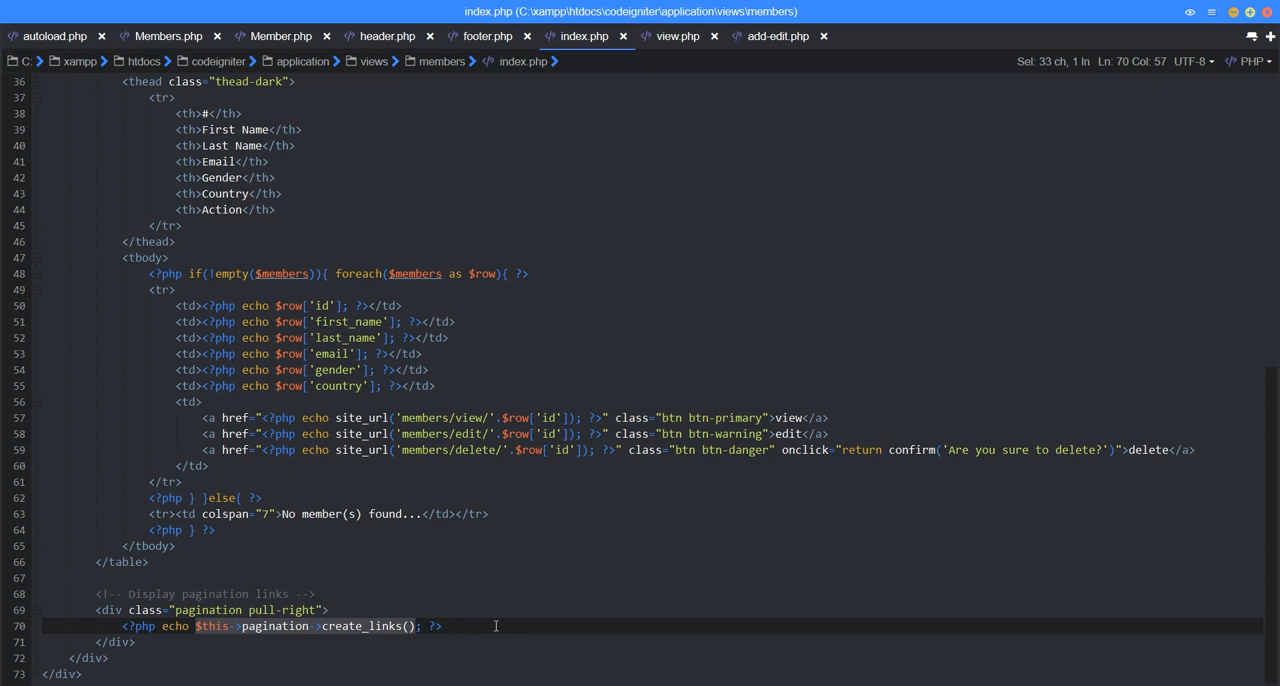 index.php (C:\xampp\htdocs\codeigniter\application\views\members)
autoload.php Members.php Member.php header.php footer.php index.php view.php add-edit.php
C: xampp htdocs codeigniter application views members index.php Sel: 33 ch, 1 ln Ln: 70 Col: 57 UTF-8 PHP
36 <thead class="thead-dark">
37 <tr>
38 <th>#</th>
39 <th>First Name</th>
40 <th>Last Name</th>
41 <th>Email</th>
42 <th>Gender</th>
43 <th>Country</th>
44 <th>Action</th>
45 </tr>
46 </thead>
47 <tbody>
48 <?php if(!empty($members)){ foreach($members as $row){ ?>
49 <tr>
50 <td><?php echo $row['id']; ?></td>
51 <td><?php echo $row['first_name']; ?></td>
52 <td><?php echo $row['last_name']; ?></td>
53 <td><?php echo $row['email']; ?></td>
54 <td><?php echo $row['gender']; ?></td>
55 <td><?php echo $row['country']; ?></td>
56 <td>
57 <a href="<?php echo site_url('members/view/'.$row['id']); ?>" class="btn btn-primary">view</a>
58 <a href="<?php echo site_url('members/edit/'.$row['id']); ?>" class="btn btn-warning">edit</a>
59 <a href="<?php echo site_url('members/delete/'.$row['id']); ?>" class="btn btn-danger" onclick="return confirm('Are you sure to delete?')">delete</a>
60 </td>
61 </tr>
62 <?php } }else{ ?>
63 <tr><td colspan="7">No member(s) found...</td></tr>
64 <?php } ?>
65 </tbody>
66 </table>
67
68 <!-- Display pagination links -->
69 <div class="pagination pull-right">
70 <?php echo $this->pagination->create_links(); ?>
71 </div>
72 </div>
73 </div>